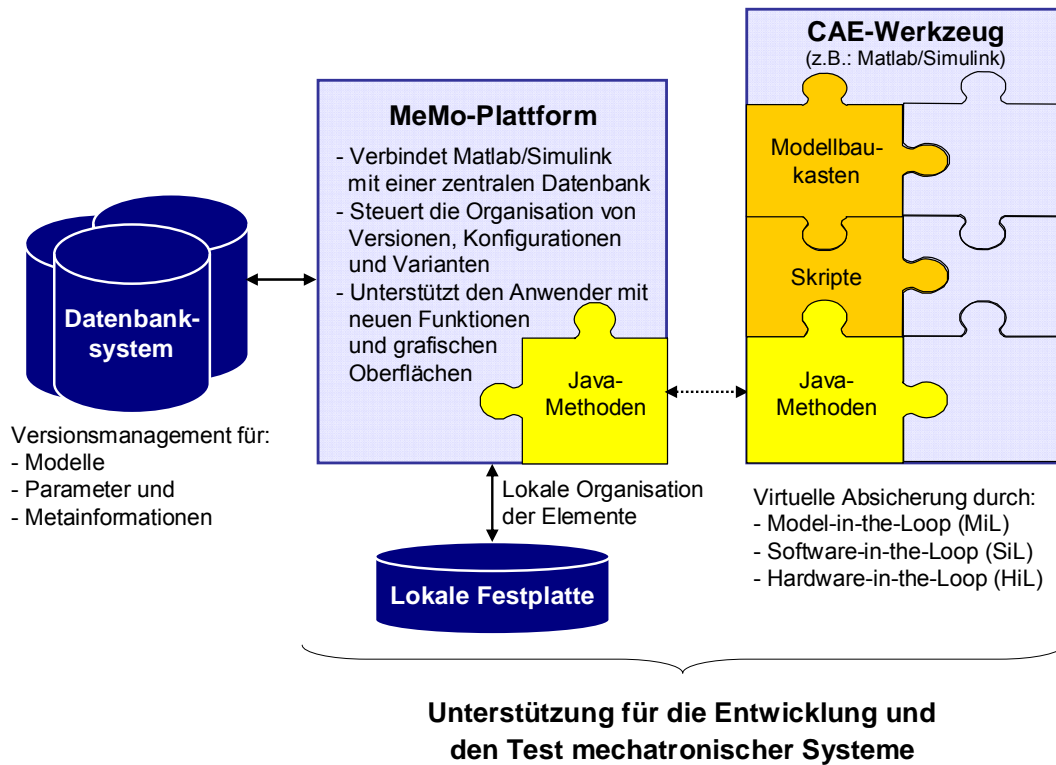 CAE-Werkzeug
(z.B.: Matlab/Simulink)
MeMo-Plattform
- Verbindet Matlab/Simulink
mit einer zentralen Datenbank
- Steuert die Organisation von
Versionen, Konfigurationen
und Varianten
- Unterstützt den Anwender mit
neuen Funktionen
und grafischen
Oberflächen
Java-
Methoden
Modellbau-
kasten
Skripte
Java-
Methoden
Datenbank-
system
Versionsmanagement für:
- Modelle
- Parameter und
- Metainformationen
Lokale Organisation
der Elemente
Lokale Festplatte
Virtuelle Absicherung durch:
- Model-in-the-Loop (MiL)
- Software-in-the-Loop (SiL)
- Hardware-in-the-Loop (HiL)
Unterstützung für die Entwicklung und
den Test mechatronischer Systeme